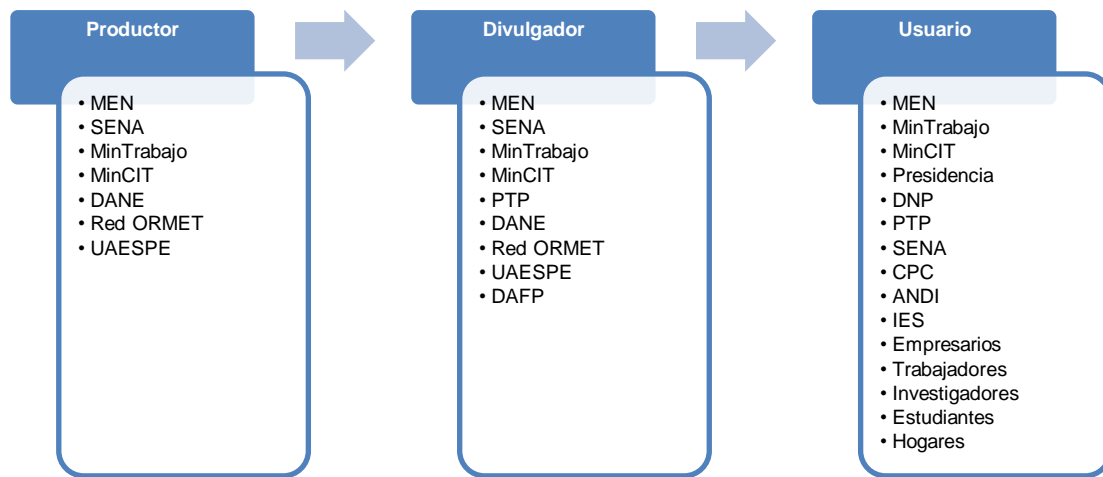 Productor
• MEN
• SENA
• MinTrabajo
• MinCIT
• DANE
• Red ORMET
• UAESPE
Divulgador
• MEN
• SENA
• MinTrabajo
• MinCIT
• PTP
• DANE
• Red ORMET
• UAESPE
• DAFP
Usuario
• MEN
• MinTrabajo
• MinCIT
• Presidencia
• DNP
• PTP
• SENA
• CPC
• ANDI
• IES
• Empresarios
• Trabajadores
• Investigadores
• Estudiantes
• Hogares